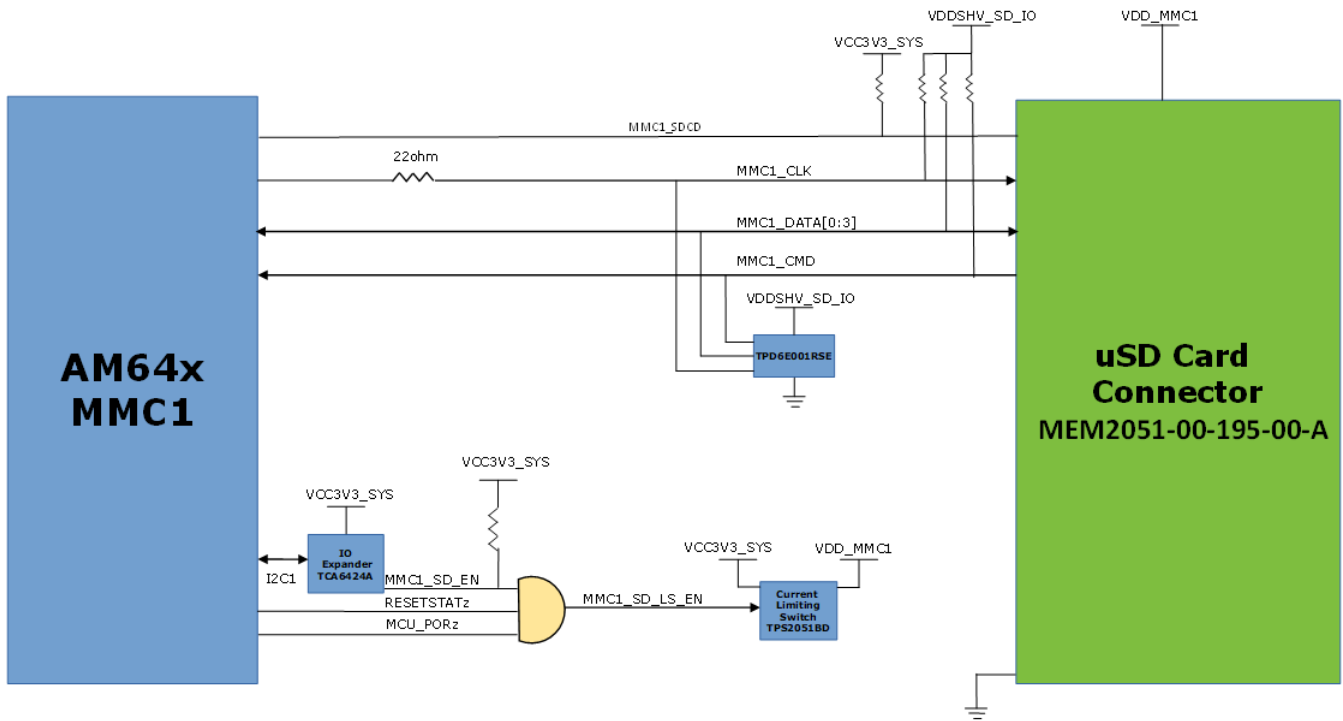 VDDSHV_SD_IO
VDD_MMC1
VCC3V3_SYS
MMC1_SDCD
22ohm
MMC1_CLK
MMC1_DATA[0:3]
MMC1_CMD
VDDSHV_SD_IO
TPD6E001RSE
AM64x
MMC1
uSD Card
Connector
MEM2051-00-195-00-A
VCC3V3_SYS
VCC3V3_SYS
IO
Expander
TCA6424A
I2C1
MMC1_SD_EN
RESETSTATz
MCU_PORz
MMC1_SD_LS_EN
VCC3V3_SYS
VDD_MMC1
Current
Limiting
Switch
TPS2051BD